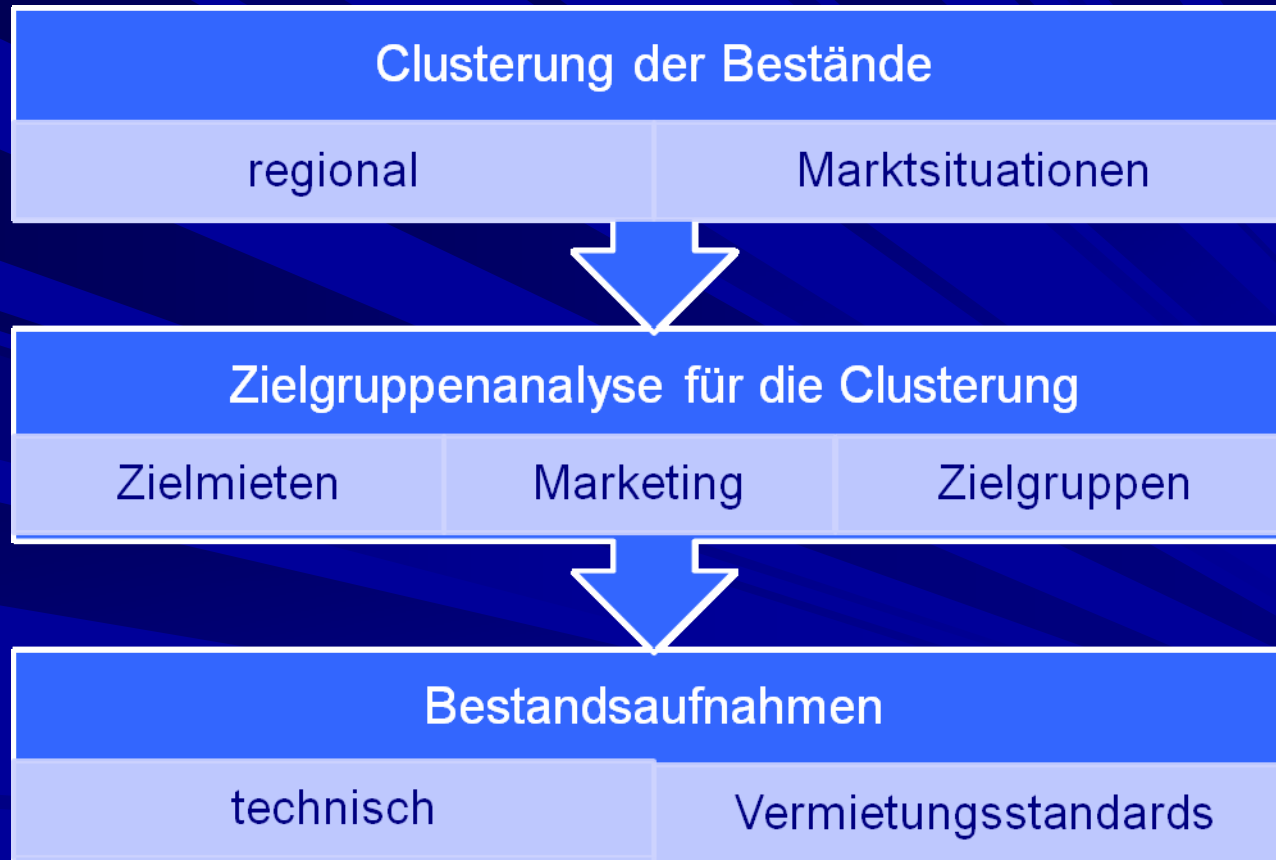 Clusterung der Bestände
regional
Marktsituationen
Zielgruppenanalyse für die Clusterung
Zielmieten
Marketing
Zielgruppen
Bestandsaufnahmen
technisch
Vermietungsstandards